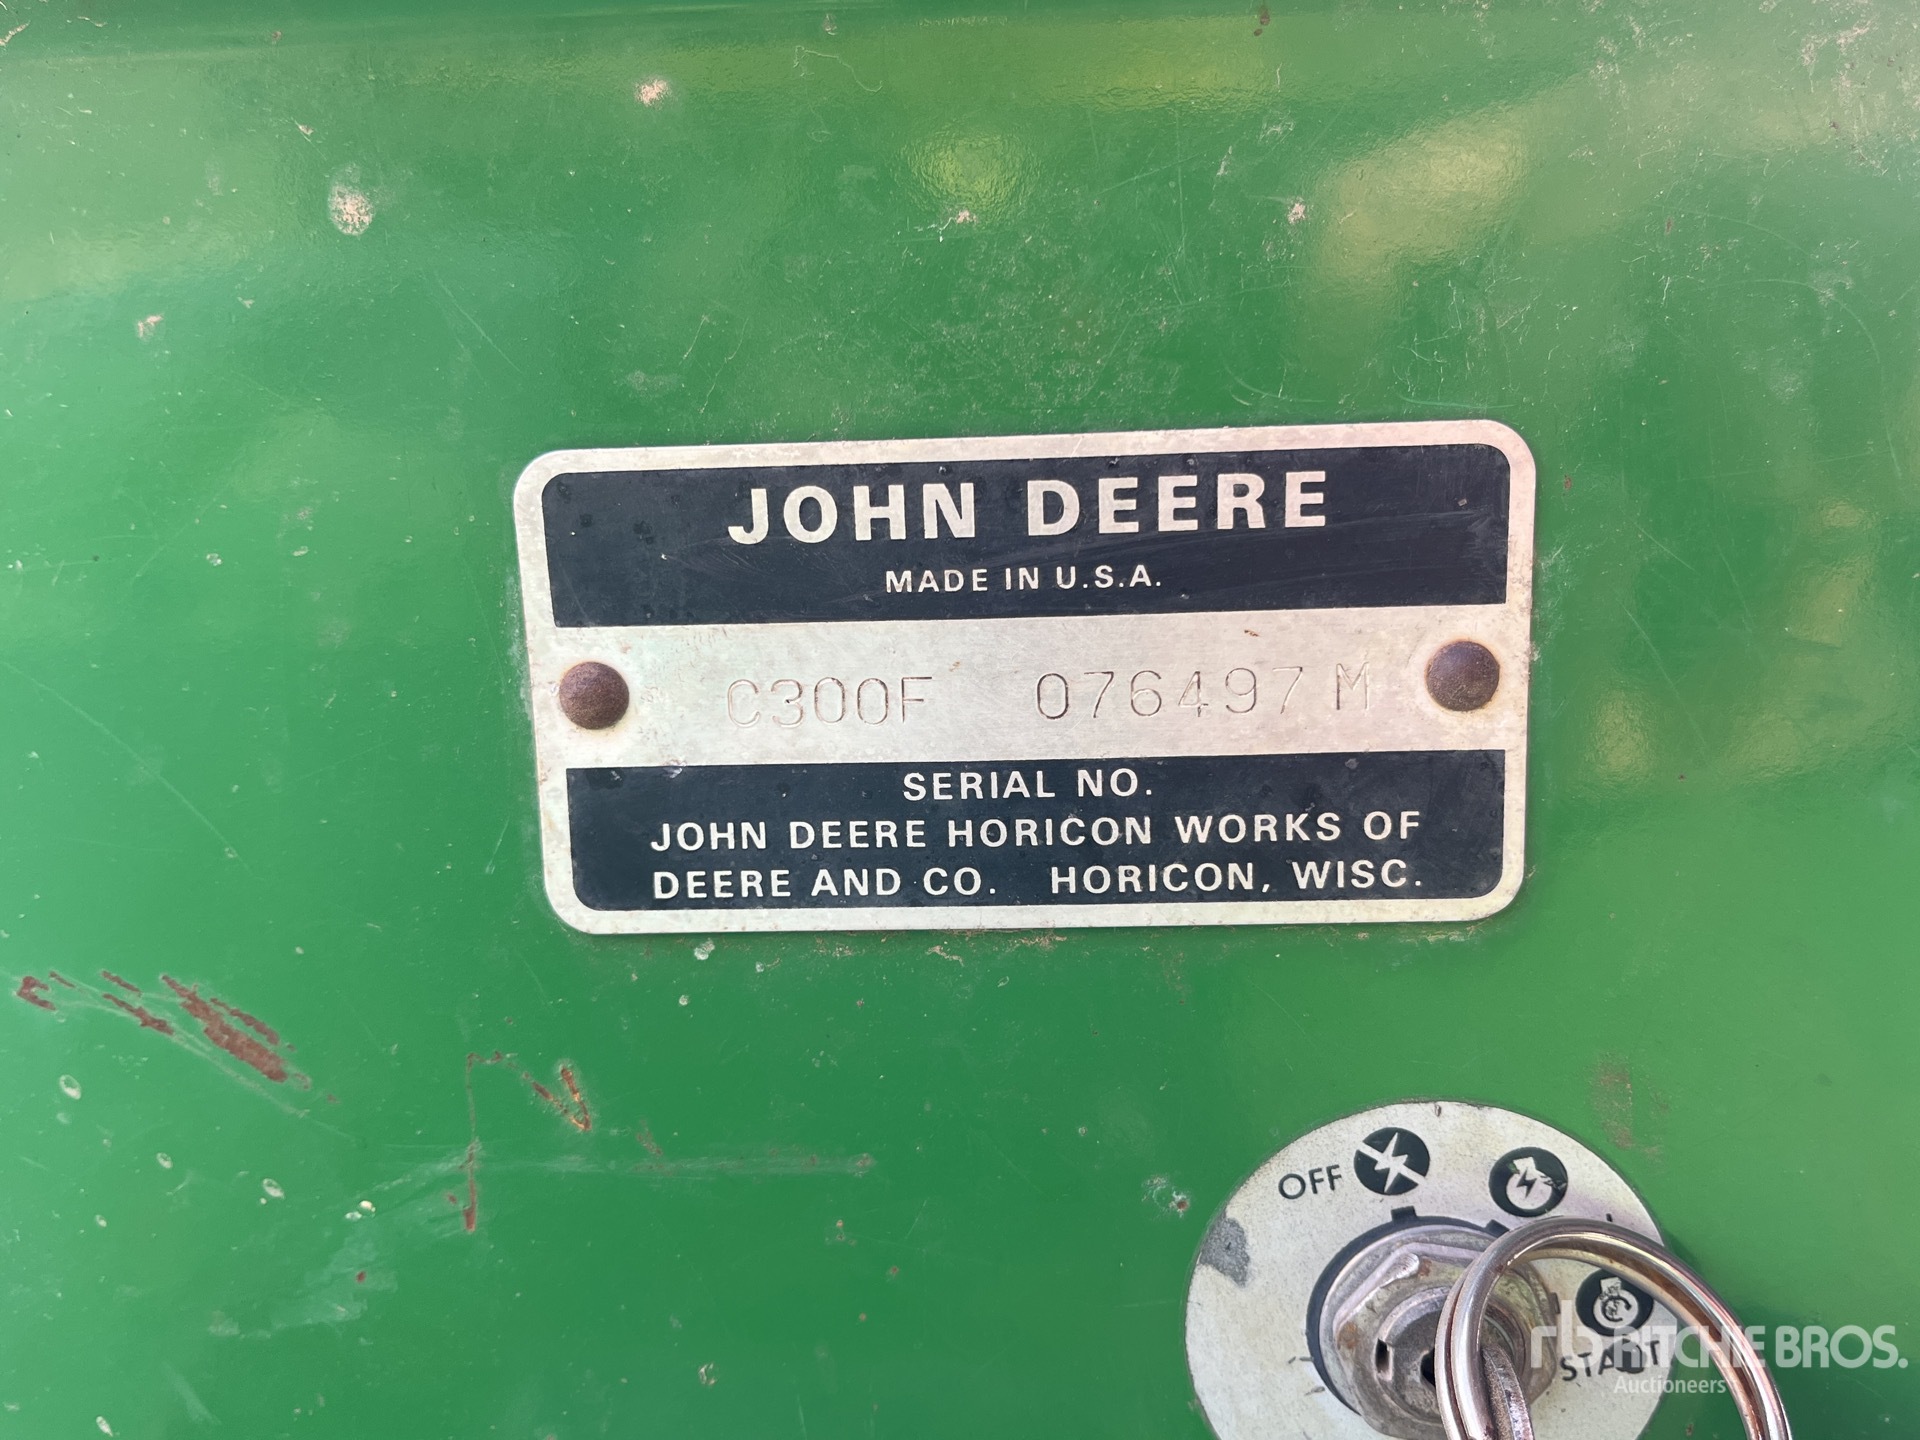 JOHN DEERE
MADE IN U.S.A.
C300F 076497M
SERIAL NO.
JOHN DEERE HORICON WORKS OF
DEERE AND CO. HORICON, WISC.
OFF
START
RITCHIE BROS.
Auctioneers